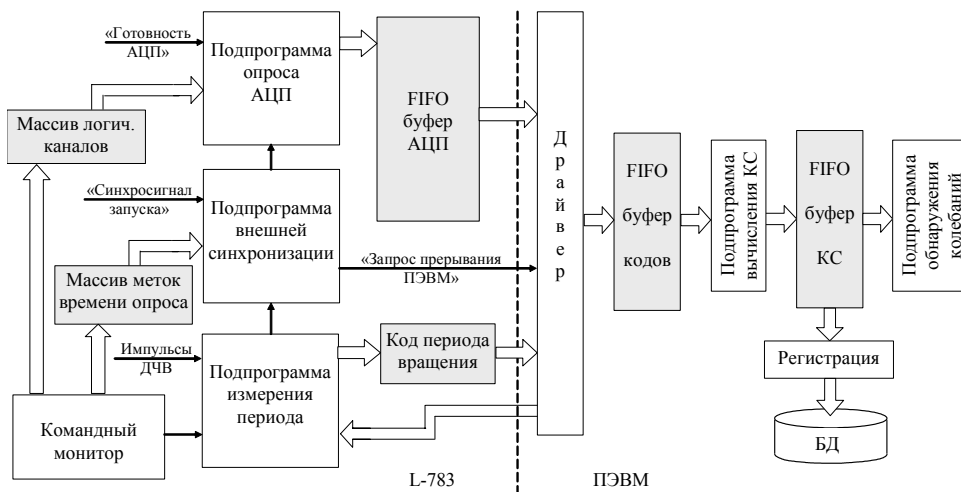 «Готовность
АЦП»
Подпрограмма
опроса
АЦП
FIFO
буфер
АЦП
Массив логич.
каналов
«Синхросигнал
запуска»
Подпрограмма
внешней
синхронизации
«Запрос прерывания
ПЭВМ»
Массив меток
времени опроса
Импульсы
ДЧВ
Подпрограмма
измерения
периода
Код периода
вращения
Командный
монитор
L-783
ПЭВМ
Драйвер
FIFO
буфер
кодов
Подпрограмма
вычисления КС
FIFO
буфер
КС
Подпрограмма
обнаружения
колебаний
Регистрация
БД